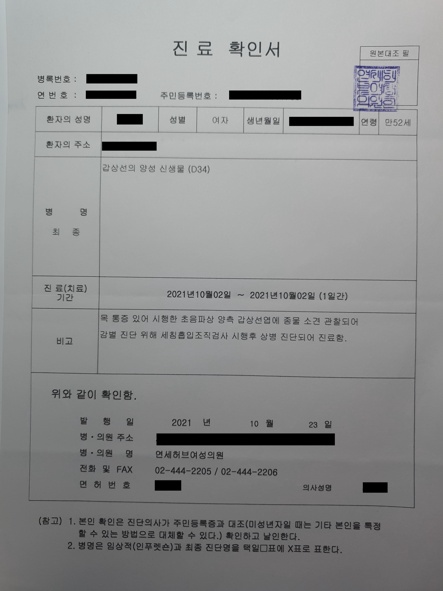 진 료 확인서
원본대조 필
병록번호 :
연 번 호 :
주민등록번호 :
환자의 성명
성별
여자
생년월일
연령
만52세
환자의 주소
병 명
최 종
갑상선의 양성 신생물 (D34)
진 료(치료)
기간
2021년10월02일 ~ 2021년10월02일 (1일간)
비고
목 통증 있어 시행한 초음파상 양측 갑상선엽에 종물 소견 관찰되어
감별 진단 위해 세침흡입조직검사 시행후 상병 진단되어 진료함.
위와 같이 확인함.
발 행 일 2021 년 10 월 23 일
병·의원 주소
병·의원 명 연세허브여성의원
전화 및 FAX 02-444-2205 / 02-444-2206
면 허 번 호
의사성명
(참고) 1. 본인 확인은 진단의사가 주민등록증과 대조(미성년자일 때는 기타 본인을 특정
할 수 있는 방법으로 대체할 수 있다.) 확인하고 날인한다.
2. 병명은 임상적(인푸렛숀)과 최종 진단명을 택일□표에 X표로 표한다.